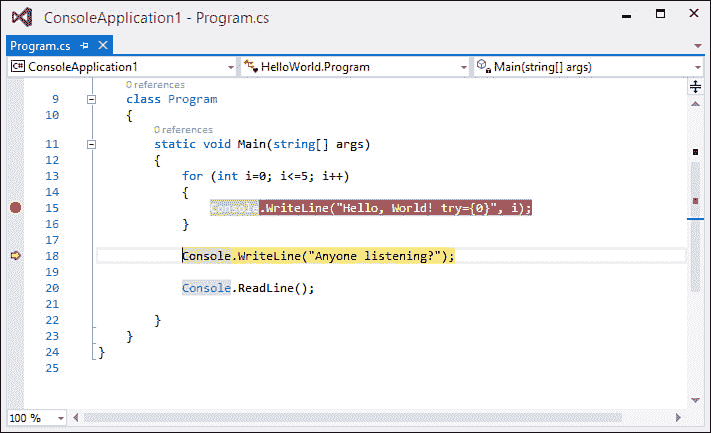 ConsoleApplication1 - Program.cs
Program.cs
ConsoleApplication1 HelloWorld.Program Main(string[] args)
0 references
9 class Program
10 {
0 references
11 static void Main(string[] args)
12 {
13 for (int i=0; i<=5; i++)
14 {
15 Console.WriteLine("Hello, World! try={0}", i);
16 }
17
18 Console.WriteLine("Anyone listening?");
19
20 Console.ReadLine();
21
22 }
23 }
24 }
25
100 %